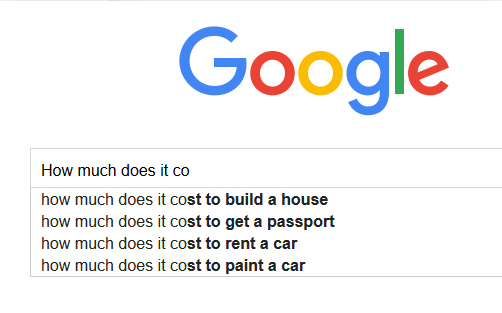 Google
How much does it co
how much does it cost to build a house
how much does it cost to get a passport
how much does it cost to rent a car
how much does it cost to paint a car